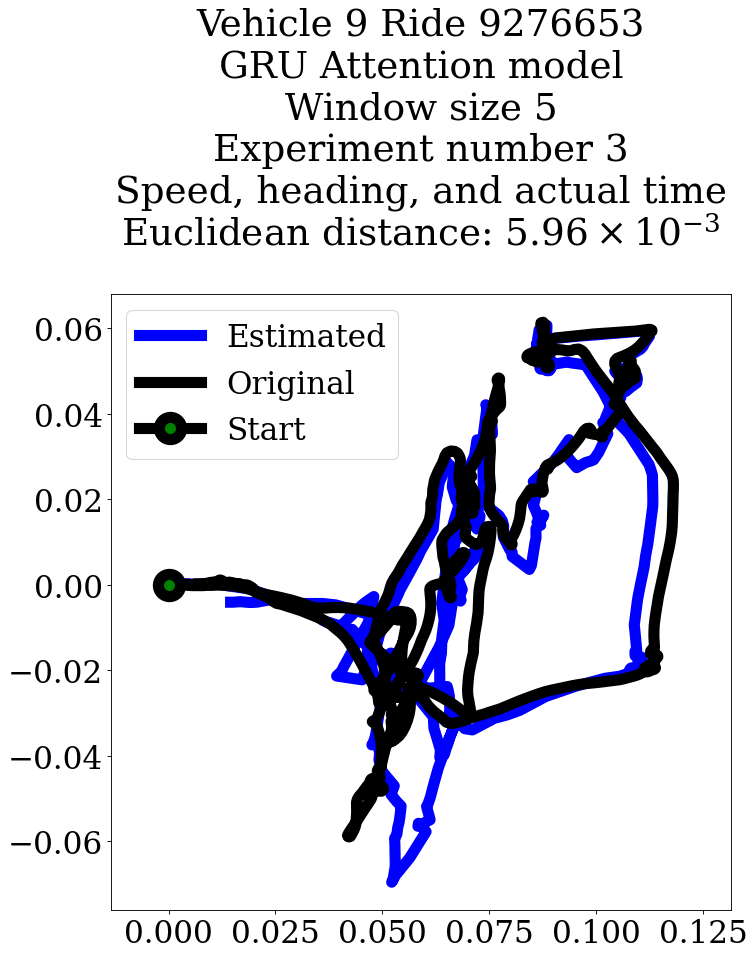 Vehicle 9 Ride 9276653
GRU Attention model
Window size 5
Experiment number 3
Speed, heading, and actual time
Euclidean distance: 5.96 × 10⁻³
Estimated
Original
Start
0.06
0.04
0.02
0.00
−0.02
−0.04
−0.06
0.000 0.025 0.050 0.075 0.100 0.125